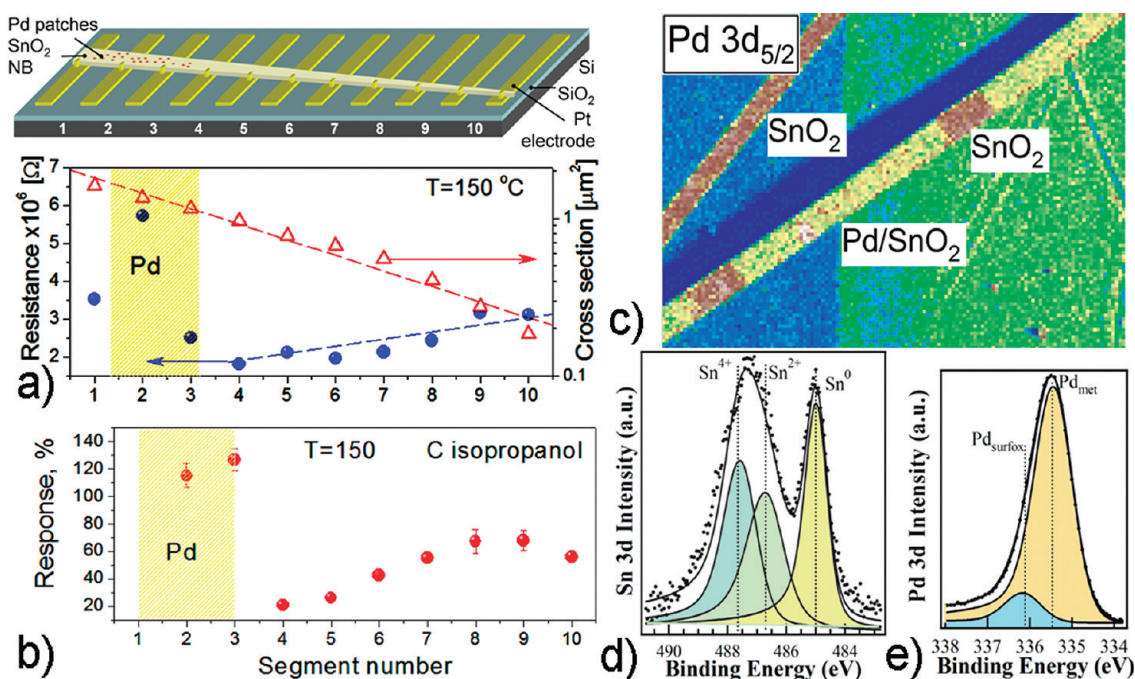 Pd patches
SnO2
NB
Si
SiO2
Pt
electrode
1 2 3 4 5 6 7 8 9 10
a)
Resistance x10^6 [Ω]
7
6
5
4
3
2
T=150 °C
Pd
Cross section [µm²]
1
0.1
1 2 3 4 5 6 7 8 9 10
b)
Response, %
140
120
100
80
60
40
20
T=150 C isopropanol
Pd
1 2 3 4 5 6 7 8 9 10
Segment number
Pd 3d5/2
SnO2
SnO2
Pd/SnO2
c)
Sn 3d Intensity (a.u.)
Sn4+ Sn2+ Sn0
490 488 486 484
d) Binding Energy (eV)
Pd 3d Intensity (a.u.)
Pdmet
Pdsurfox
338 337 336 335 334
e) Binding Energy (eV)